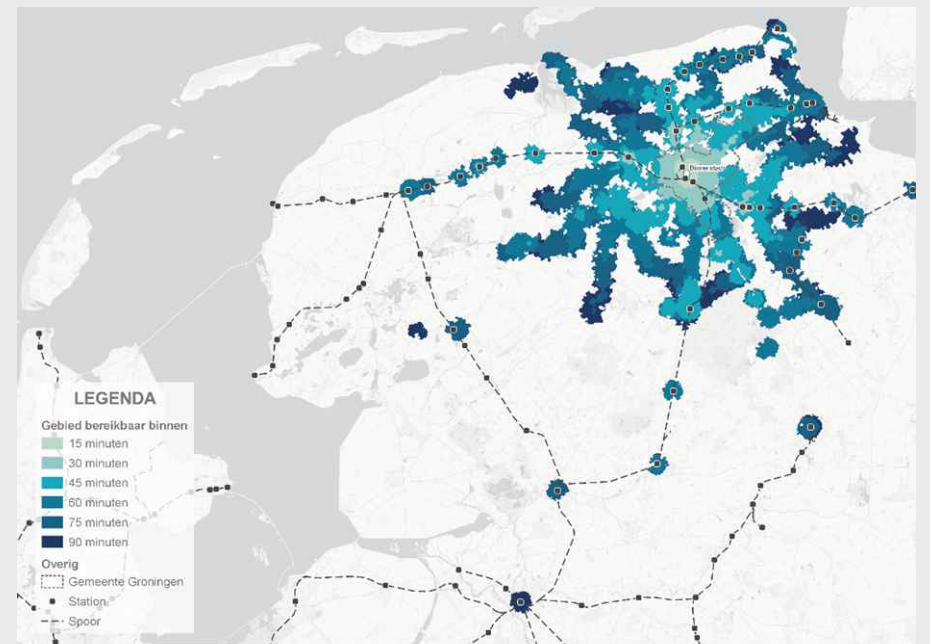 LEGENDA
Gebied bereikbaar binnen
15 minuten
30 minuten
45 minuten
60 minuten
75 minuten
90 minuten
Overig
Gemeente Groningen
Station
Spoor